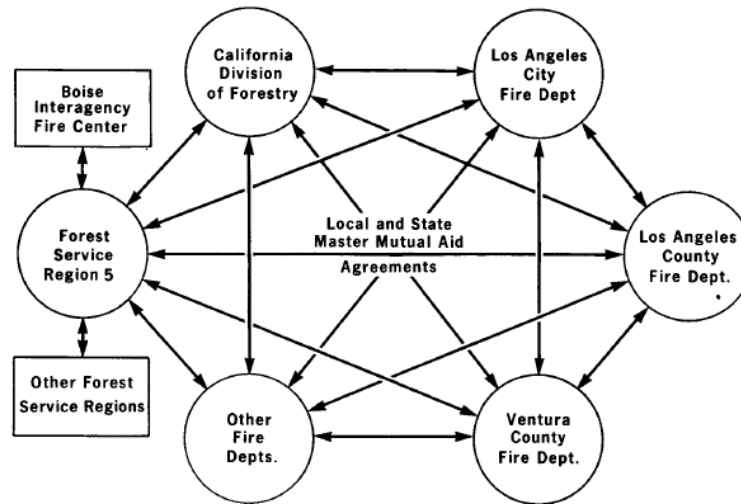 California
Division
of Forestry
Los Angeles
City
Fire Dept
Boise
Interagency
Fire Center
Forest
Service
Region 5
Local and State
Master Mutual Aid
Agreements
Los Angeles
County
Fire Dept.
Other Forest
Service Regions
Other
Fire
Depts.
Ventura
County
Fire Dept.